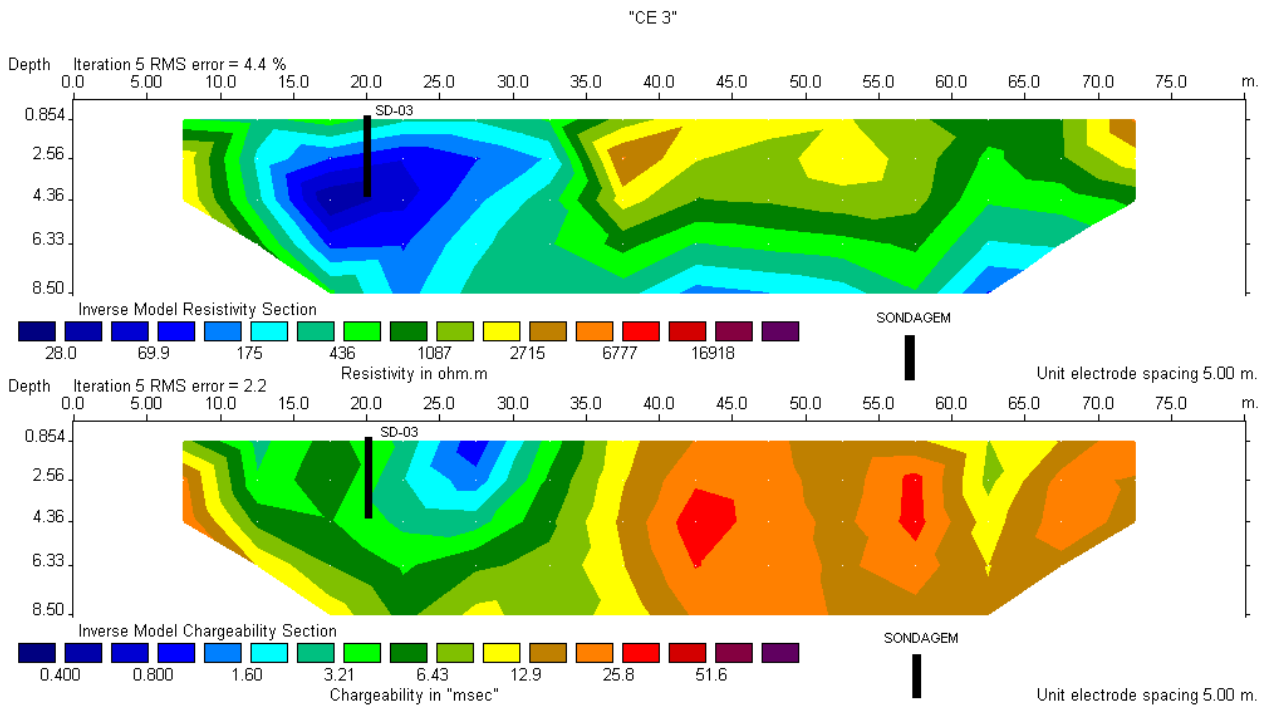 "CE 3"
Depth Iteration 5 RMS error = 4.4 %
0.0 5.00 10.0 15.0 20.0 25.0 30.0 35.0 40.0 45.0 50.0 55.0 60.0 65.0 70.0 75.0 m.
SD-03
0.854
2.56
4.36
6.33
8.50
Inverse Model Resistivity Section
28.0 69.9 175 436 1087 2715 6777 16918
Resistivity in ohm.m
SONDAGEM
Unit electrode spacing 5.00 m.
Depth Iteration 5 RMS error = 2.2
0.0 5.00 10.0 15.0 20.0 25.0 30.0 35.0 40.0 45.0 50.0 55.0 60.0 65.0 70.0 75.0 m.
SD-03
0.854
2.56
4.36
6.33
8.50
Inverse Model Chargeability Section
0.400 0.800 1.60 3.21 6.43 12.9 25.8 51.6
Chargeability in "msec"
SONDAGEM
Unit electrode spacing 5.00 m.